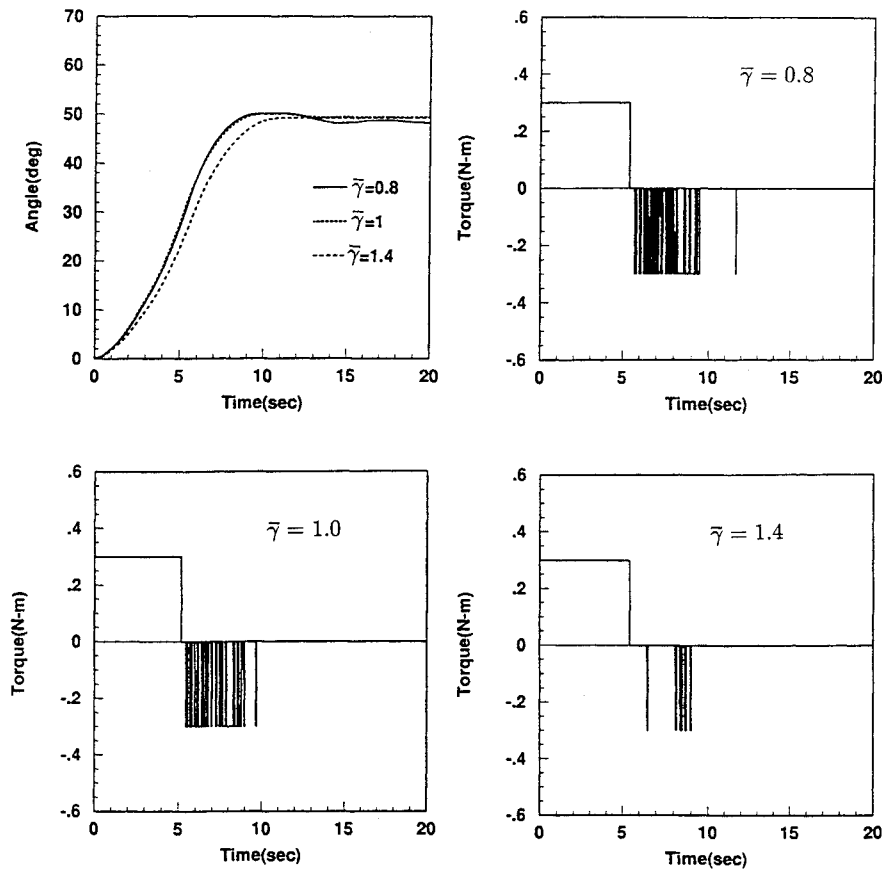 70
60
50
40
30
20
10
0
Angle(deg)
γ̅=0.8
γ̅=1
γ̅=1.4
0 5 10 15 20
Time(sec)
.6
.4
.2
0
-.2
-.4
-.6
Torque(N-m)
γ̅ = 0.8
0 5 10 15 20
Time(sec)
.6
.4
.2
0
-.2
-.4
-.6
Torque(N-m)
γ̅ = 1.0
0 5 10 15 20
Time(sec)
.6
.4
.2
0
-.2
-.4
-.6
Torque(N-m)
γ̅ = 1.4
0 5 10 15 20
Time(sec)